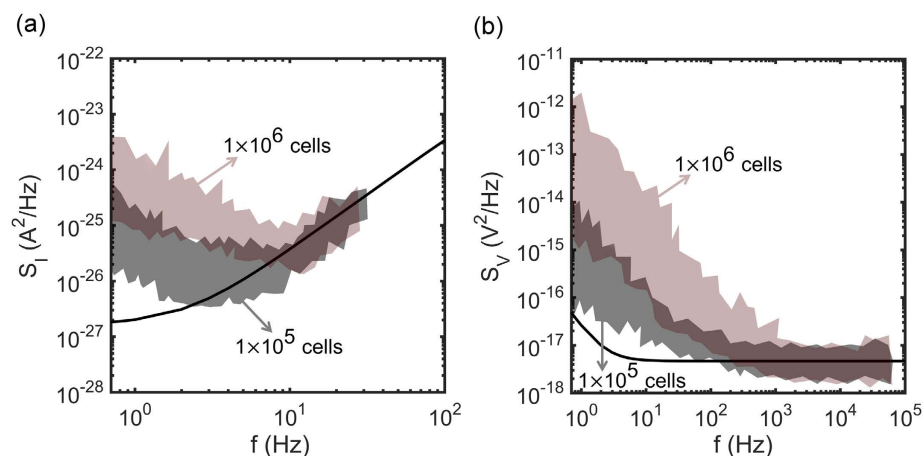 (a)
10^-22
10^-23
10^-24
10^-25
10^-26
10^-27
10^-28
S_I (A^2/Hz)
1×10^6 cells
1×10^5 cells
10^0 10^1 10^2
f (Hz)
(b)
10^-11
10^-12
10^-13
10^-14
10^-15
10^-16
10^-17
10^-18
S_V (V^2/Hz)
1×10^6 cells
1×10^5 cells
10^0 10^1 10^2 10^3 10^4 10^5
f (Hz)